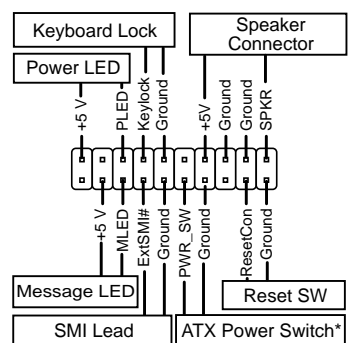 Keyboard Lock
Speaker
Connector
Power LED
+5 V
PLED
Keylock
Ground
+5V
Ground
Ground
SPKR
+5 V
MLED
ExtSMI#
Ground
PWR_SW
Ground
ResetCon
Ground
Message LED
Reset SW
SMI Lead
ATX Power Switch*